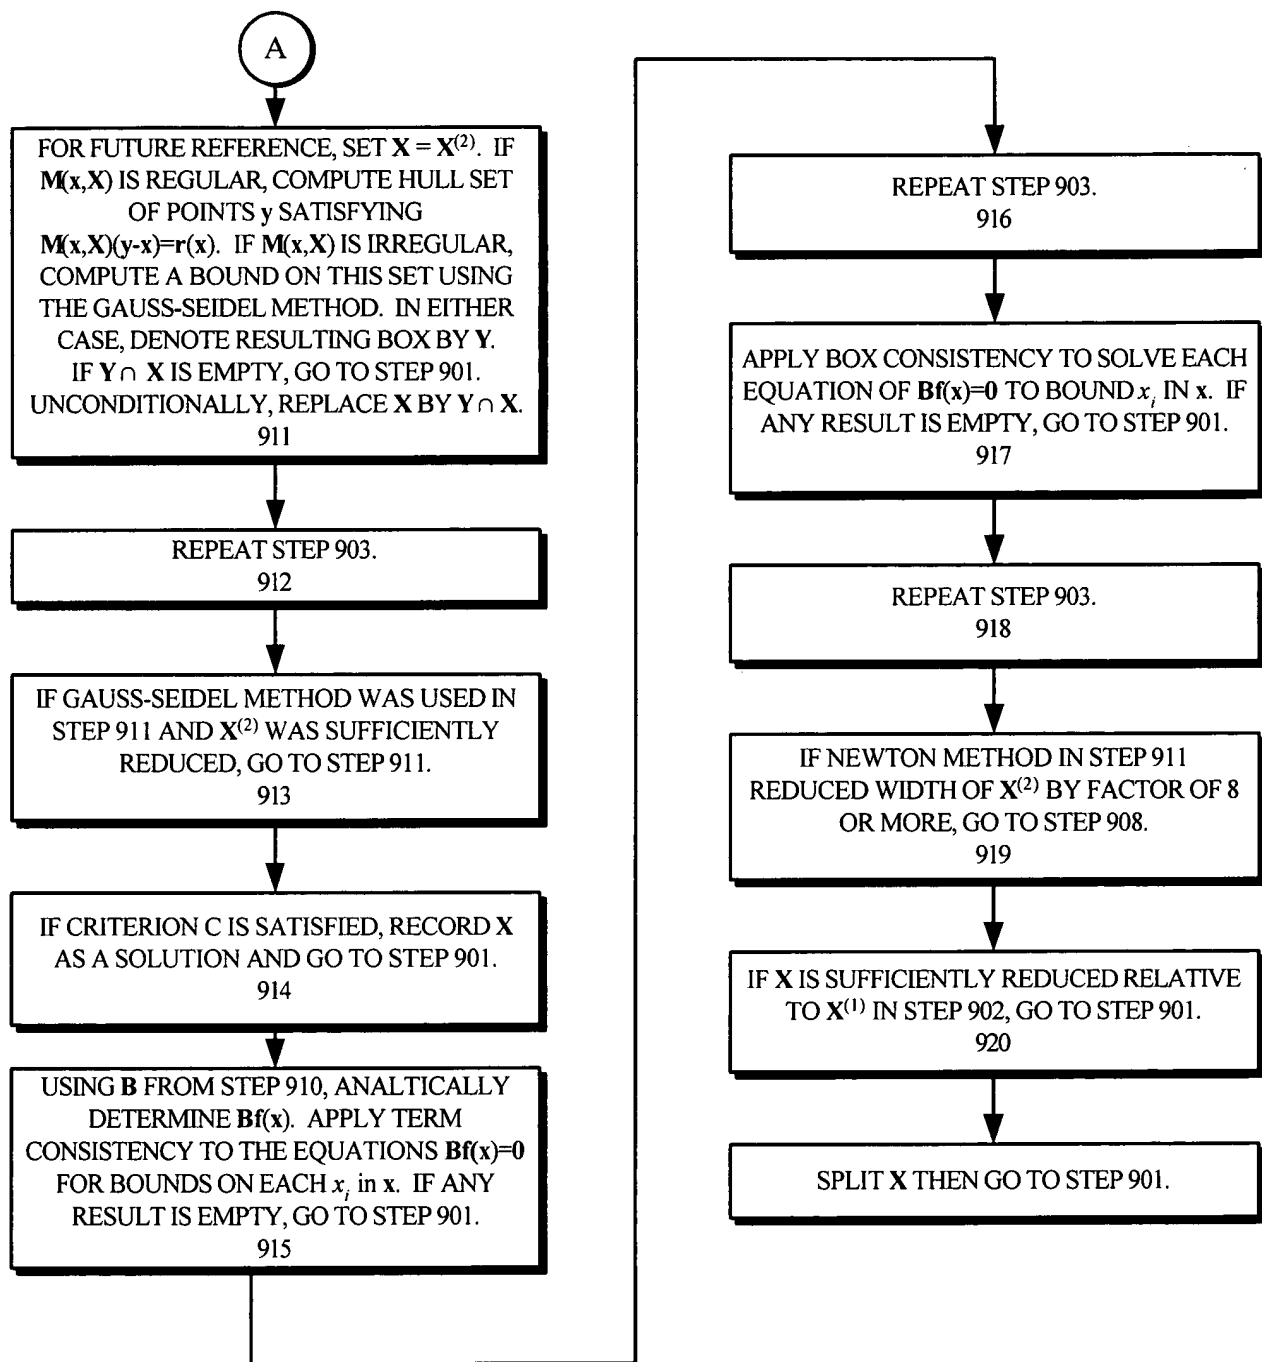 A
FOR FUTURE REFERENCE, SET X = X(2). IF
M(x,X) IS REGULAR, COMPUTE HULL SET
OF POINTS y SATISFYING
M(x,X)(y-x)=r(x). IF M(x,X) IS IRREGULAR,
COMPUTE A BOUND ON THIS SET USING
THE GAUSS-SEIDEL METHOD. IN EITHER
CASE, DENOTE RESULTING BOX BY Y.
IF Y∩ X IS EMPTY, GO TO STEP 901.
UNCONDITIONALLY, REPLACE X BY Y∩ X.
911
REPEAT STEP 903.
912
IF GAUSS-SEIDEL METHOD WAS USED IN
STEP 911 AND X(2) WAS SUFFICIENTLY
REDUCED, GO TO STEP 911.
913
IF CRITERION C IS SATISFIED, RECORD X
AS A SOLUTION AND GO TO STEP 901.
914
USING B FROM STEP 910, ANALTICALLY
DETERMINE Bf(x). APPLY TERM
CONSISTENCY TO THE EQUATIONS Bf(x)=0
FOR BOUNDS ON EACH xi in x. IF ANY
RESULT IS EMPTY, GO TO STEP 901.
915
REPEAT STEP 903.
916
APPLY BOX CONSISTENCY TO SOLVE EACH
EQUATION OF Bf(x)=0 TO BOUND xi IN x. IF
ANY RESULT IS EMPTY, GO TO STEP 901.
917
REPEAT STEP 903.
918
IF NEWTON METHOD IN STEP 911
REDUCED WIDTH OF X(2) BY FACTOR OF 8
OR MORE, GO TO STEP 908.
919
IF X IS SUFFICIENTLY REDUCED RELATIVE
TO X(1) IN STEP 902, GO TO STEP 901.
920
SPLIT X THEN GO TO STEP 901.